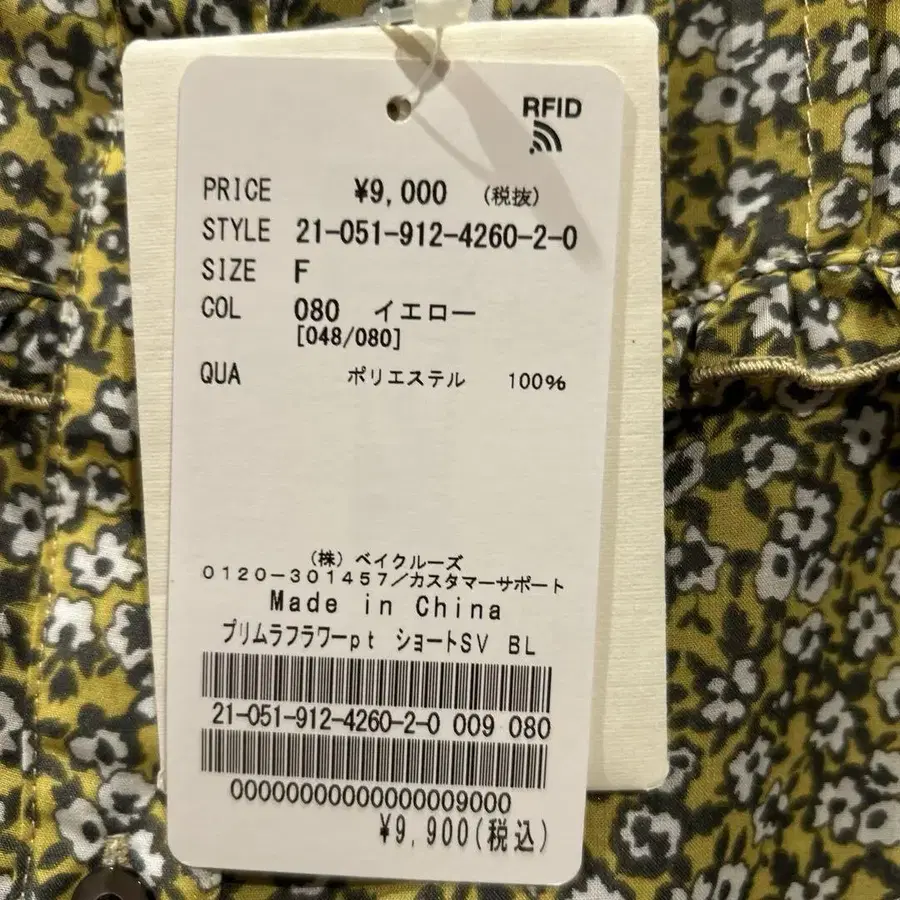 RFID
PRICE ¥9,000 (税抜)
STYLE 21-051-912-4260-2-0
SIZE F
COL 080 イエロー
[048/080]
QUA ポリエステル 100%
(株) ベイクルーズ
0120-301457/カスタマーサポート
Made in China
プリムラフラワーpt ショートSV BL
21-051-912-4260-2-0 009 080
00000000000000009000
¥9,900(税込)